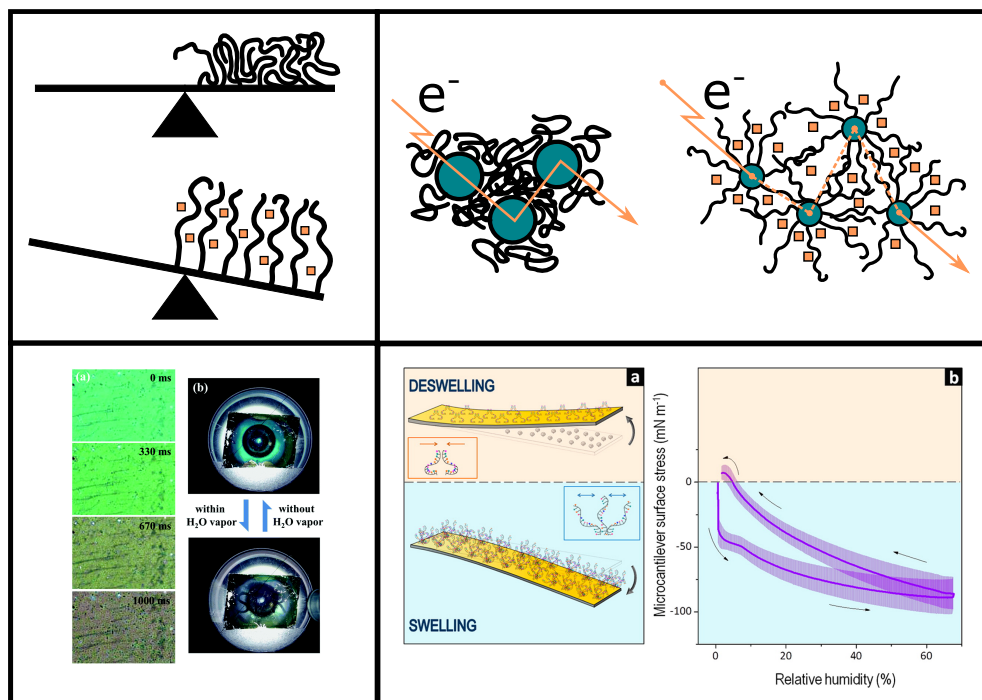 e-
e-
(a)
0 ms
330 ms
670 ms
1000 ms
(b)
within
H2O vapor
without
H2O vapor
DESWELLING
a
SWELLING
b
Microcantilever surface stress (mN m-1)
0
-50
-100
0
20
40
60
Relative humidity (%)